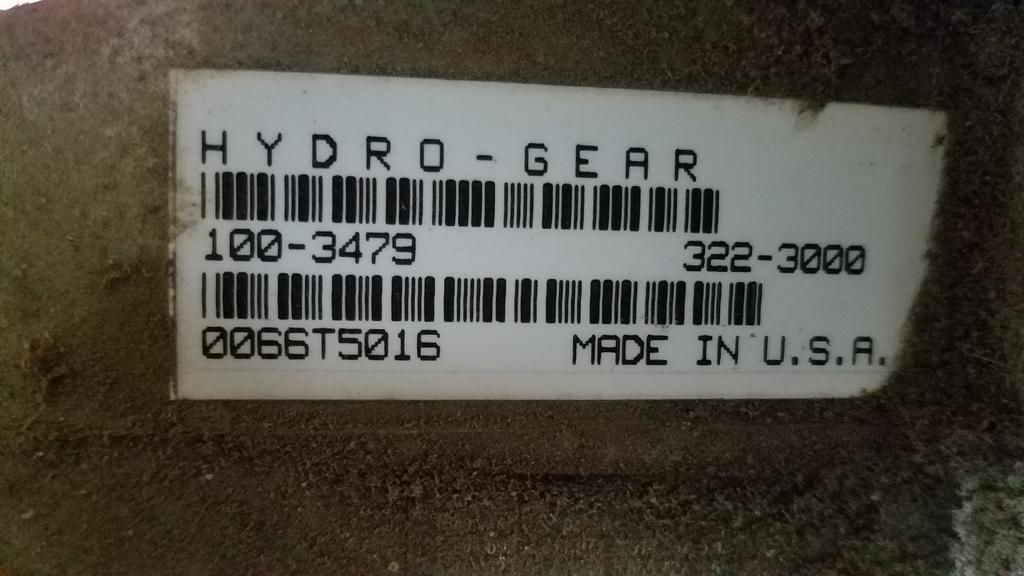 HYDRO-GEAR
100-3479 322-3000
0066T5016 MADE IN U.S.A.